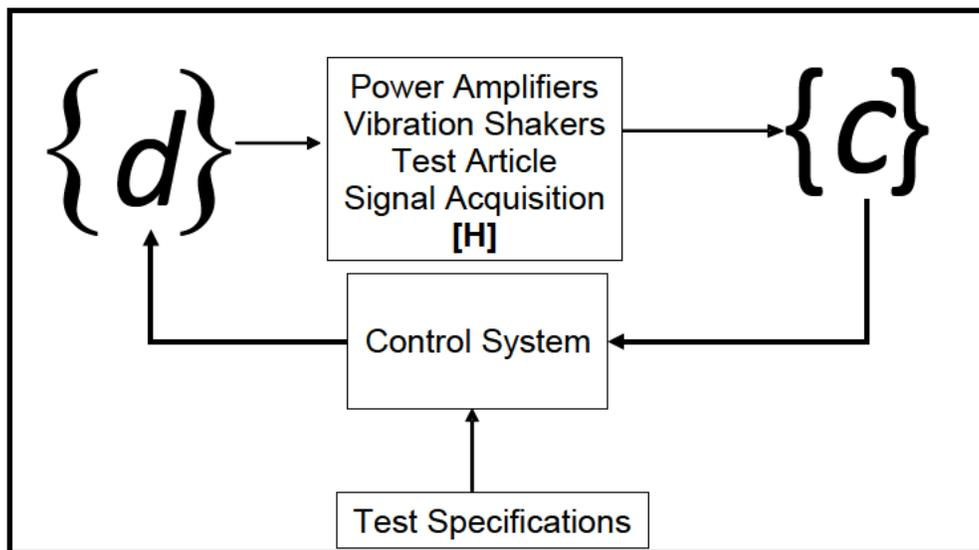 {d}
Power Amplifiers
Vibration Shakers
Test Article
Signal Acquisition
[H]
{c}
Control System
Test Specifications